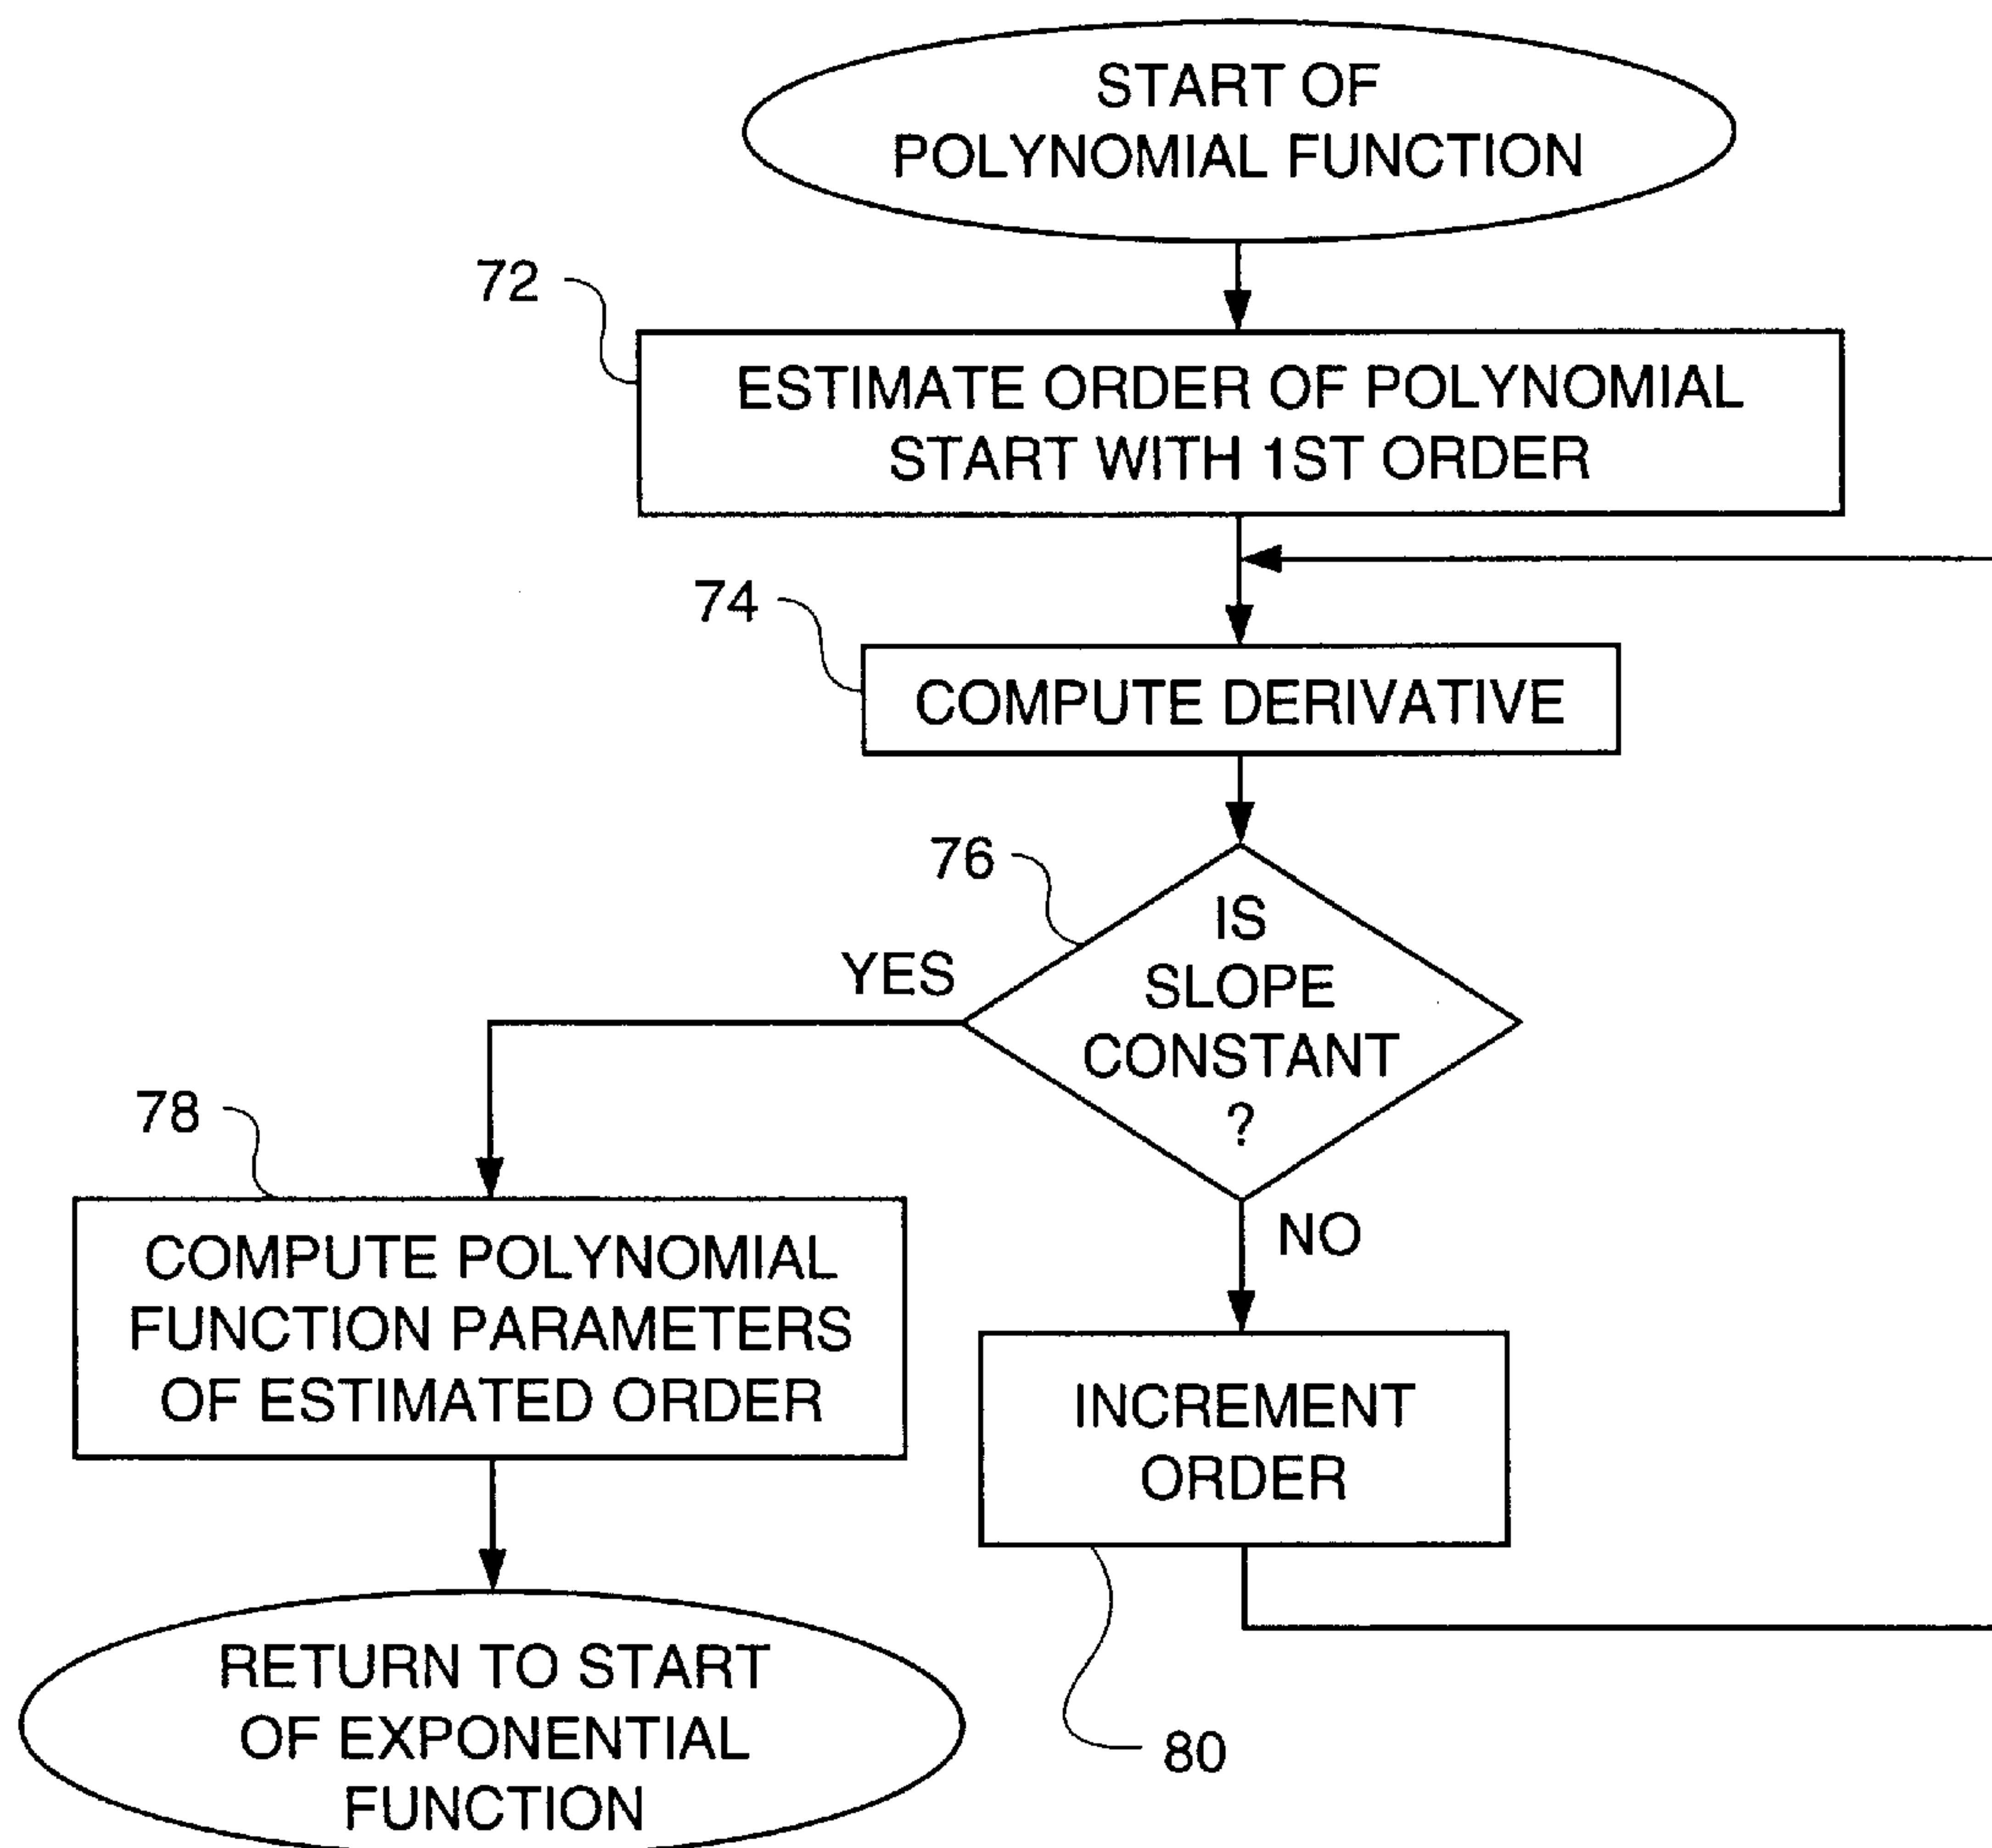 START OF
POLYNOMIAL FUNCTION
72
ESTIMATE ORDER OF POLYNOMIAL
START WITH 1ST ORDER
74
COMPUTE DERIVATIVE
76
IS
SLOPE
CONSTANT
?
YES
NO
78
COMPUTE POLYNOMIAL
FUNCTION PARAMETERS
OF ESTIMATED ORDER
INCREMENT
ORDER
80
RETURN TO START
OF EXPONENTIAL
FUNCTION